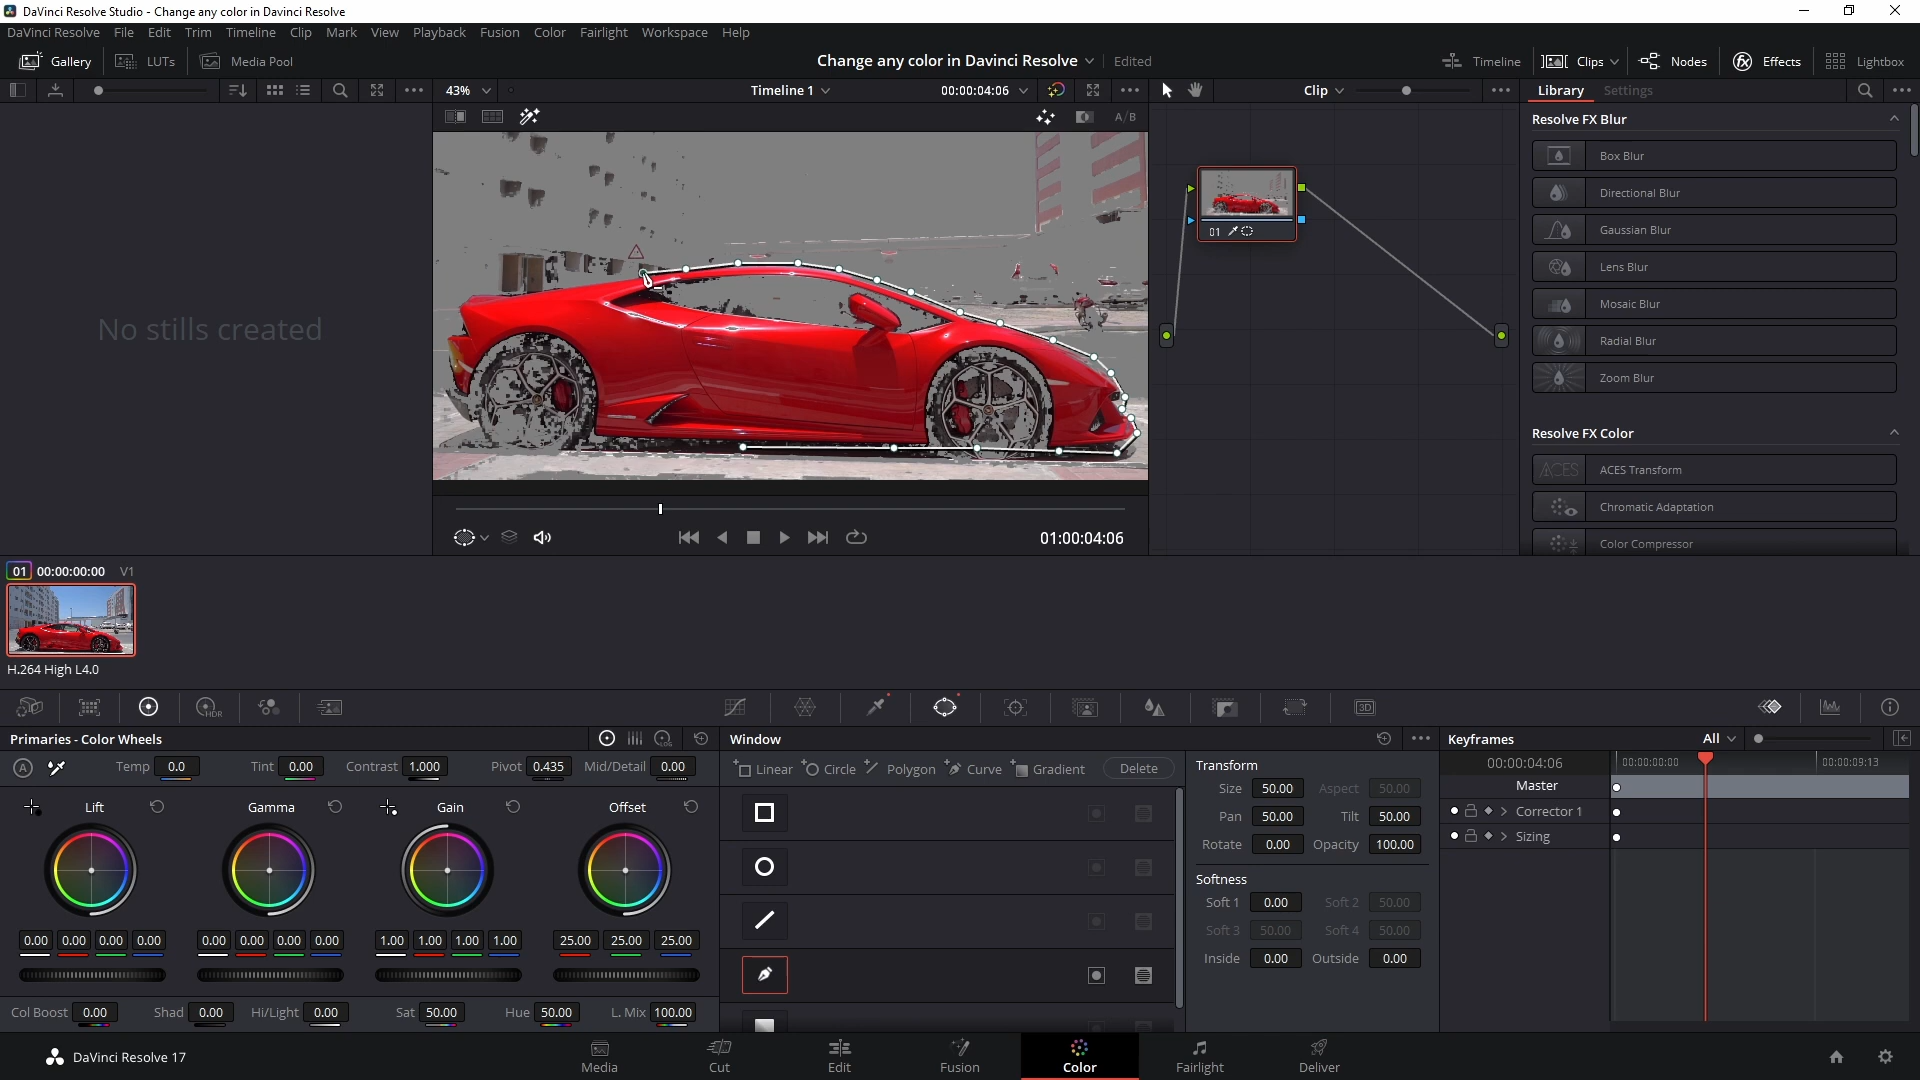 DaVinci Resolve Studio - Change any color in Davinci Resolve
DaVinci Resolve File Edit Trim Timeline Clip Mark View Playback Fusion Color Fairlight Workspace Help
Gallery LUTs Media Pool Change any color in Davinci Resolve Edited Timeline Clips Nodes Effects Lightbox
43% Timeline 1 00:00:04:06 Clip Library Settings
A/B
Resolve FX Blur
Box Blur
Directional Blur
Gaussian Blur
Lens Blur
Mosaic Blur
Radial Blur
Zoom Blur
Resolve FX Color
ACES Transform
Chromatic Adaptation
Color Compressor
01
No stills created
01:00:04:06
01 00:00:00:00 V1
H.264 High L4.0
HDR
3D
Primaries - Color Wheels
LOG
A Temp 0.0 Tint 0.00 Contrast 1.000 Pivot 0.435 Mid/Detail 0.00
Lift Gamma Gain Offset
0.00 0.00 0.00 0.00 0.00 0.00 0.00 0.00 1.00 1.00 1.00 1.00 25.00 25.00 25.00
Col Boost 0.00 Shad 0.00 Hi/Light 0.00 Sat 50.00 Hue 50.00 L. Mix 100.00
Window
Linear Circle Polygon Curve Gradient Delete
Transform
Size 50.00 Aspect 50.00
Pan 50.00 Tilt 50.00
Rotate 0.00 Opacity 100.00
Softness
Soft 1 0.00 Soft 2 50.00
Soft 3 50.00 Soft 4 50.00
Inside 0.00 Outside 0.00
Keyframes All
00:00:04:06 00:00:00:00 00:00:09:13
Master
Corrector 1
Sizing
DaVinci Resolve 17
Media Cut Edit Fusion Color Fairlight Deliver